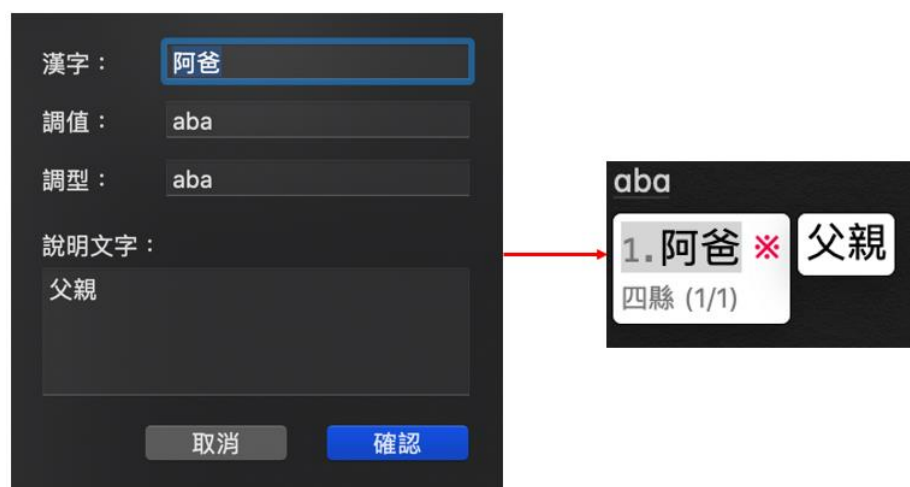 漢字：
阿爸
調值：
aba
調型：
aba
說明文字：
父親
取消
確認
aba
1.阿爸 ※
父親
四縣 (1/1)